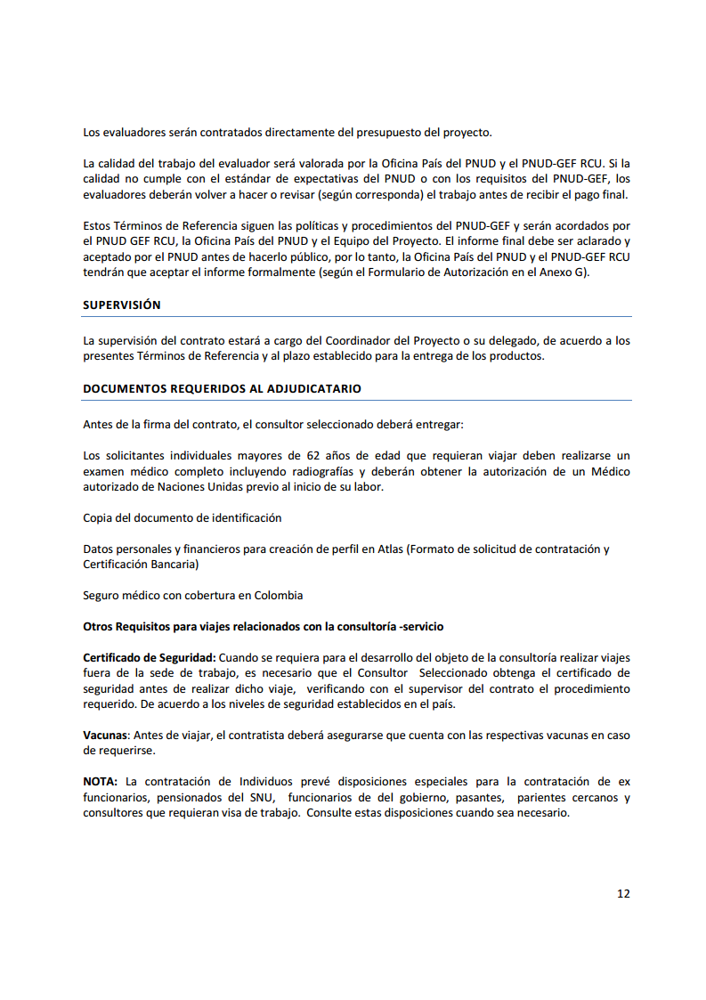 Los evaluadores serán contratados directamente del presupuesto del proyecto.
La calidad del trabajo del evaluador será valorada por la Oficina País del PNUD y el PNUD-GEF RCU. Si la
calidad no cumple con el estándar de expectativas del PNUD o con los requisitos del PNUD-GEF, los
evaluadores deberán volver a hacer o revisar (según corresponda) el trabajo antes de recibir el pago final.
Estos Términos de Referencia siguen las políticas y procedimientos del PNUD-GEF y serán acordados por
el PNUD GEF RCU, la Oficina País del PNUD y el Equipo del Proyecto. El informe final debe ser aclarado y
aceptado por el PNUD antes de hacerlo público, por lo tanto, la Oficina País del PNUD y el PNUD-GEF RCU
tendrán que aceptar el informe formalmente (según el Formulario de Autorización en el Anexo G).
SUPERVISIÓN
La supervisión del contrato estará a cargo del Coordinador del Proyecto o su delegado, de acuerdo a los
presentes Términos de Referencia y al plazo establecido para la entrega de los productos.
DOCUMENTOS REQUERIDOS AL ADJUDICATARIO
Antes de la firma del contrato, el consultor seleccionado deberá entregar:
Los solicitantes individuales mayores de 62 años de edad que requieran viajar deben realizarse un
examen médico completo incluyendo radiografías y deberán obtener la autorización de un Médico
autorizado de Naciones Unidas previo al inicio de su labor.
Copia del documento de identificación
Datos personales y financieros para creación de perfil en Atlas (Formato de solicitud de contratación y
Certificación Bancaria)
Seguro médico con cobertura en Colombia
Otros Requisitos para viajes relacionados con la consultoría -servicio
Certificado de Seguridad: Cuando se requiera para el desarrollo del objeto de la consultoría realizar viajes
fuera de la sede de trabajo, es necesario que el Consultor Seleccionado obtenga el certificado de
seguridad antes de realizar dicho viaje, verificando con el supervisor del contrato el procedimiento
requerido. De acuerdo a los niveles de seguridad establecidos en el país.
Vacunas: Antes de viajar, el contratista deberá asegurarse que cuenta con las respectivas vacunas en caso
de requerirse.
NOTA: La contratación de Individuos prevé disposiciones especiales para la contratación de ex
funcionarios, pensionados del SNU, funcionarios de del gobierno, pasantes, parientes cercanos y
consultores que requieran visa de trabajo. Consulte estas disposiciones cuando sea necesario.
12